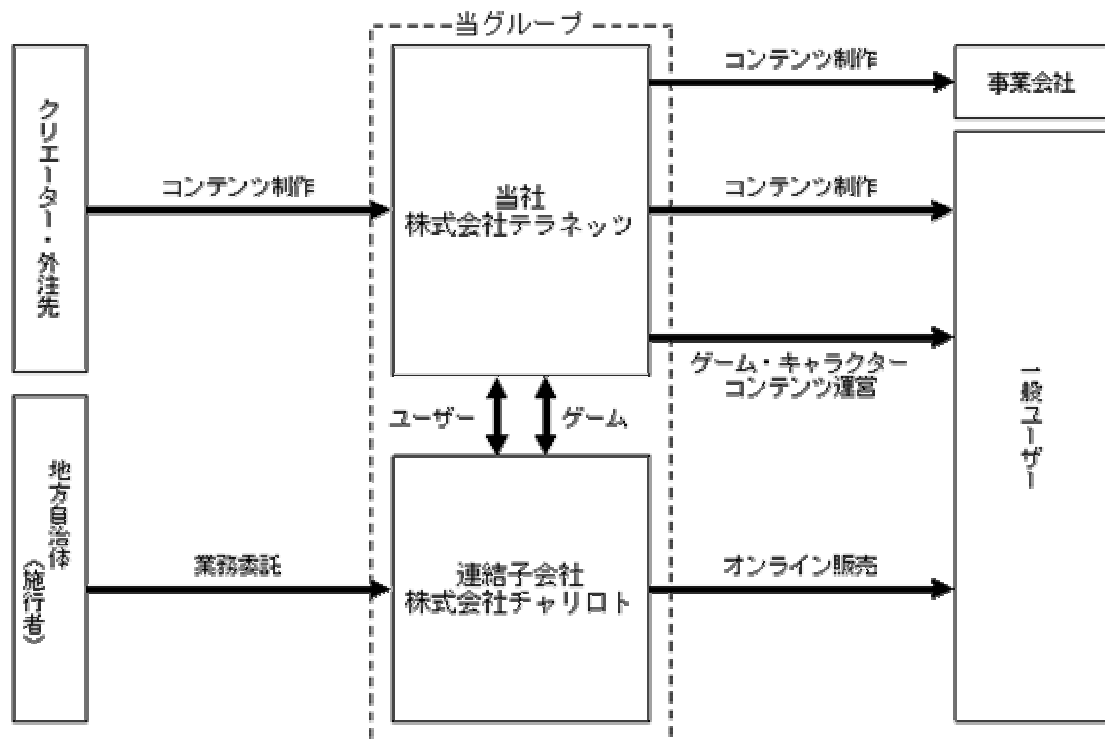 当グループ
クリエーター・外注先
コンテンツ制作
当社
株式会社テラネッツ
コンテンツ制作
事業会社
コンテンツ制作
ゲーム・キャラクター
コンテンツ運営
一般ユーザー
ユーザー
ゲーム
地方自治体
(施行者)
業務委託
連結子会社
株式会社チャリロト
オンライン販売